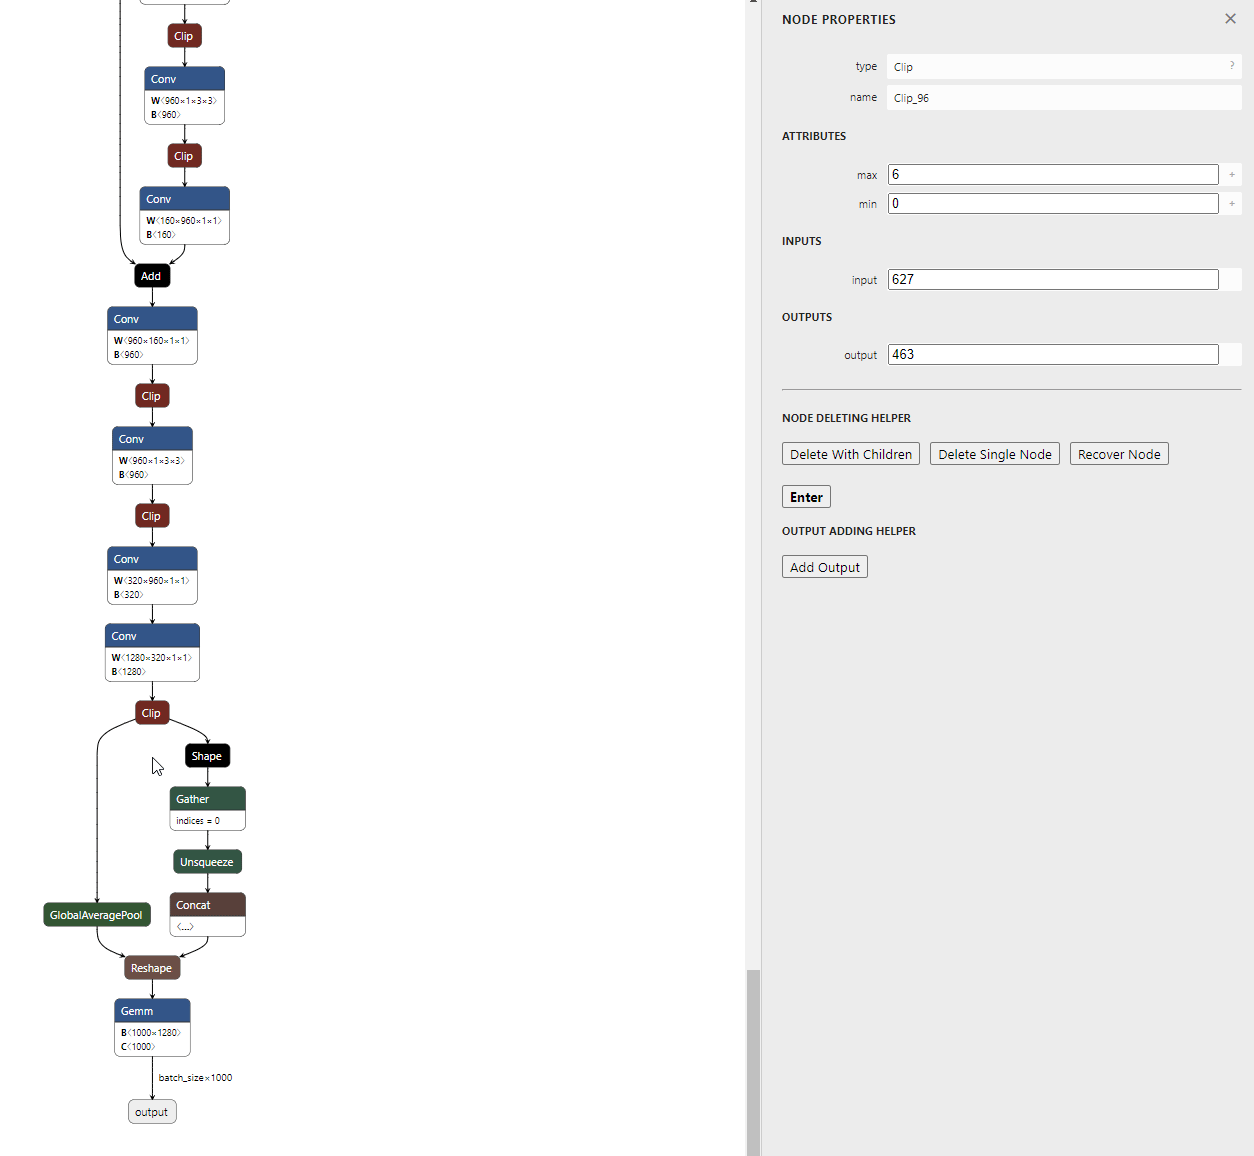 Clip
Conv
W⟨960×1×3×3⟩
B⟨960⟩
Clip
Conv
W⟨160×960×1×1⟩
B⟨160⟩
Add
Conv
W⟨960×160×1×1⟩
B⟨960⟩
Clip
Conv
W⟨960×1×3×3⟩
B⟨960⟩
Clip
Conv
W⟨320×960×1×1⟩
B⟨320⟩
Conv
W⟨1280×320×1×1⟩
B⟨1280⟩
Clip
Shape
Gather
indices = 0
Unsqueeze
Concat
⟨...⟩
GlobalAveragePool
Reshape
Gemm
B⟨1000×1280⟩
C⟨1000⟩
batch_size×1000
output
NODE PROPERTIES ✕
type Clip ?
name Clip_96
ATTRIBUTES
max 6 +
min 0 +
INPUTS
input 627
OUTPUTS
output 463
NODE DELETING HELPER
Delete With Children Delete Single Node Recover Node
Enter
OUTPUT ADDING HELPER
Add Output